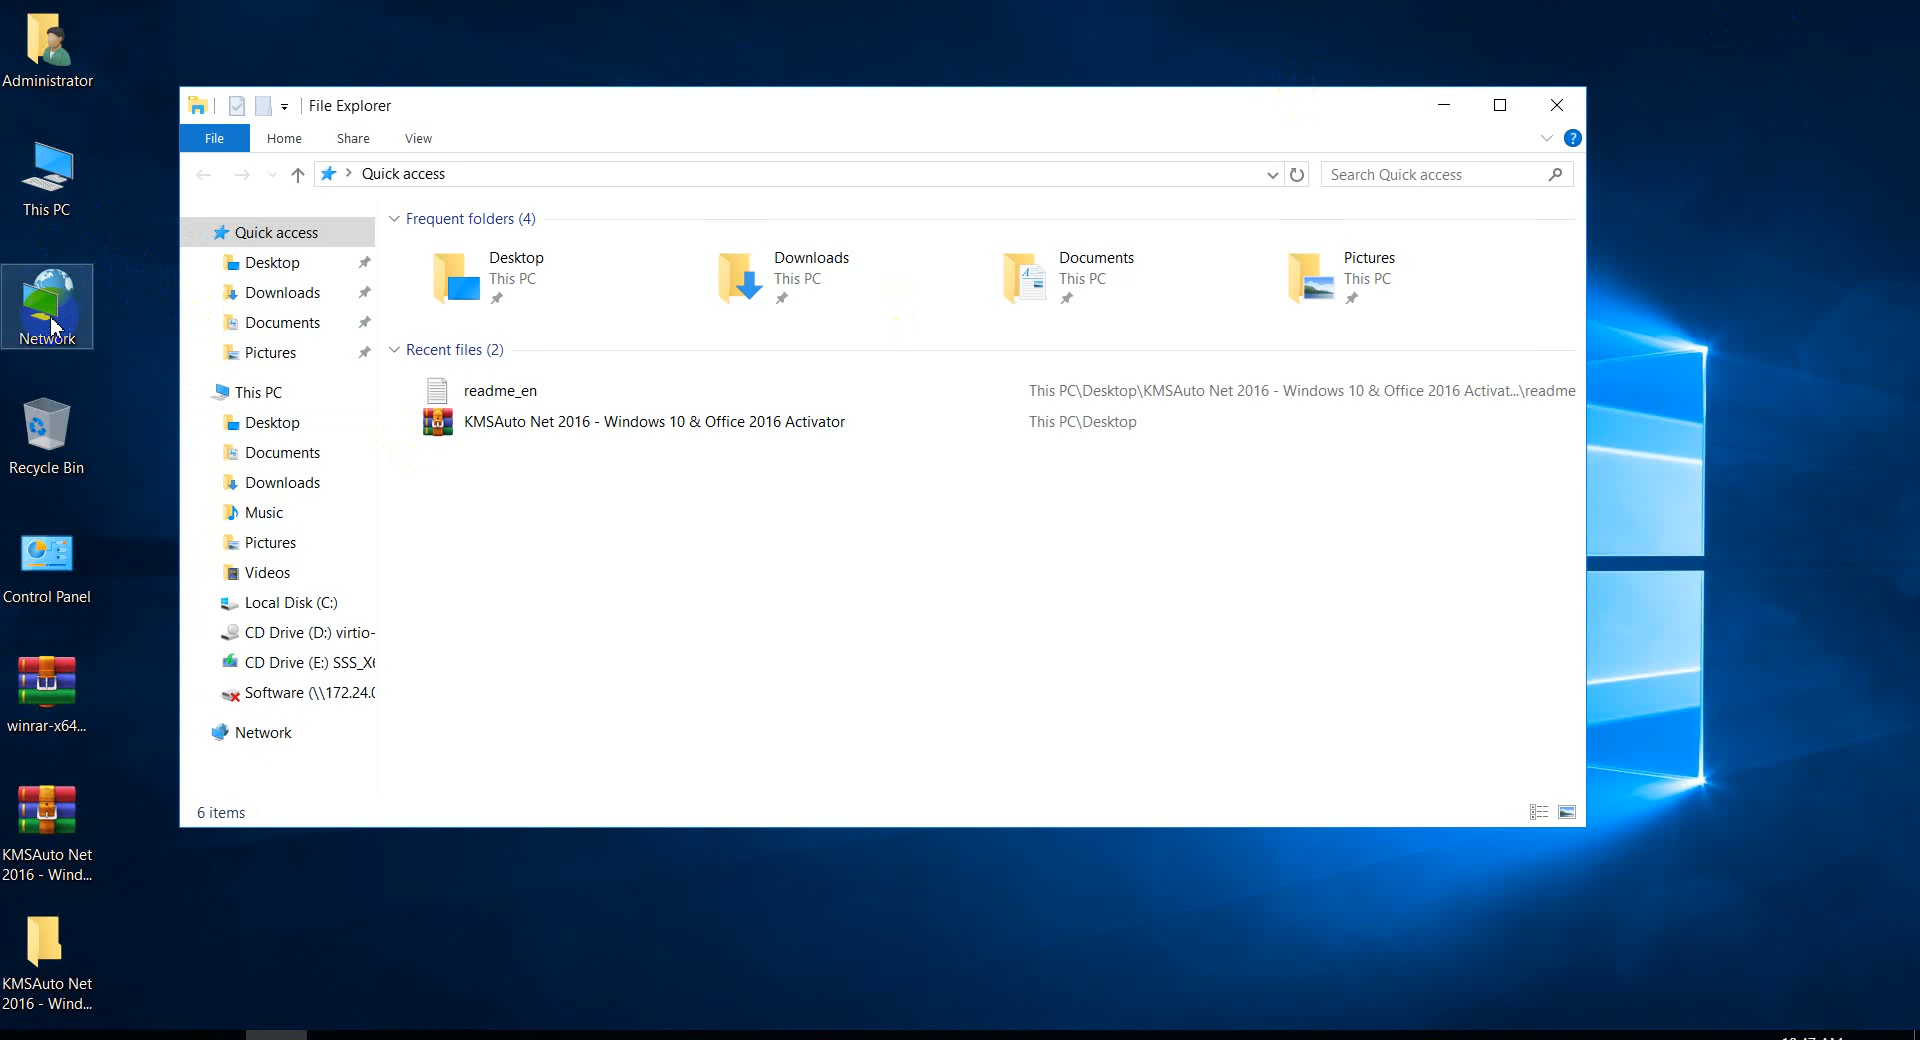 Administrator
This PC
Network
Recycle Bin
Control Panel
winrar-x64...
KMSAuto Net
2016 - Wind...
KMSAuto Net
2016 - Wind...
File Explorer
File
Home
Share
View
?
Quick access
Search Quick access
Quick access
Desktop
Downloads
Documents
Pictures
This PC
Desktop
Documents
Downloads
Music
Pictures
Videos
Local Disk (C:)
CD Drive (D:) virtio-
CD Drive (E:) SSS_X6
Software (\\172.24.0
Network
Frequent folders (4)
Desktop
This PC
Downloads
This PC
Documents
This PC
Pictures
This PC
Recent files (2)
readme_en This PC\Desktop\KMSAuto Net 2016 - Windows 10 & Office 2016 Activat...\readme
KMSAuto Net 2016 - Windows 10 & Office 2016 Activator This PC\Desktop
6 items